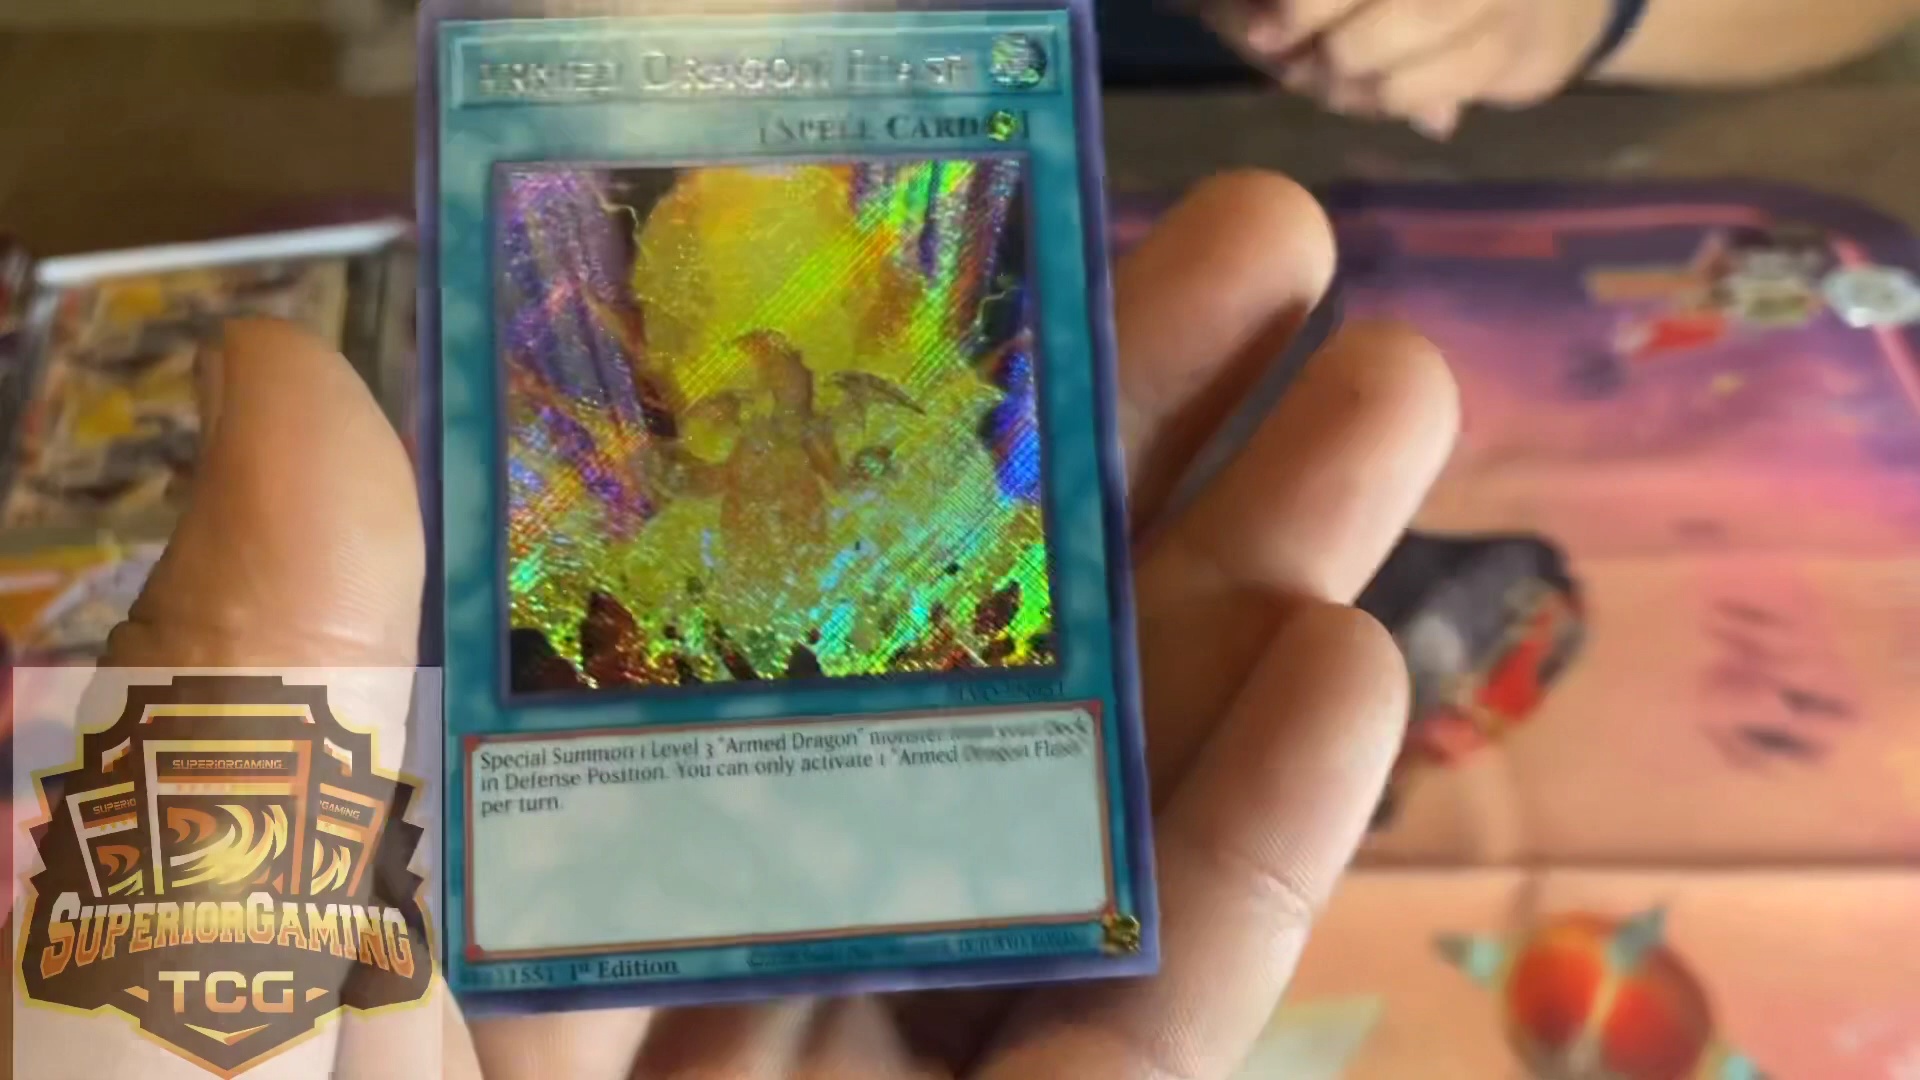 ARMED DRAGON FLASH
[SPELL CARD]
Special Summon 1 Level 3 "Armed Dragon" monster from your Deck
in Defense Position. You can only activate 1 "Armed Dragon Flash"
per turn.
1st Edition
SUPERIORGAMING
SUPERIO
GAMING
SUPERIORGAMING
TCG